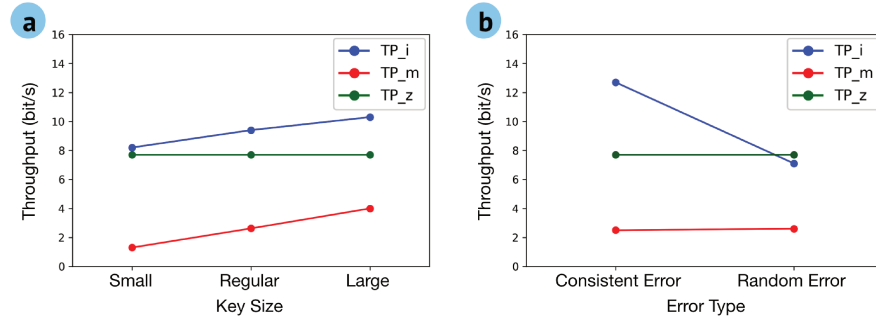 a
Throughput (bit/s)
16
14
12
10
8
6
4
2
0
TP_i
TP_m
TP_z
Small Regular Large
Key Size
b
Throughput (bit/s)
16
14
12
10
8
6
4
2
0
TP_i
TP_m
TP_z
Consistent Error Random Error
Error Type